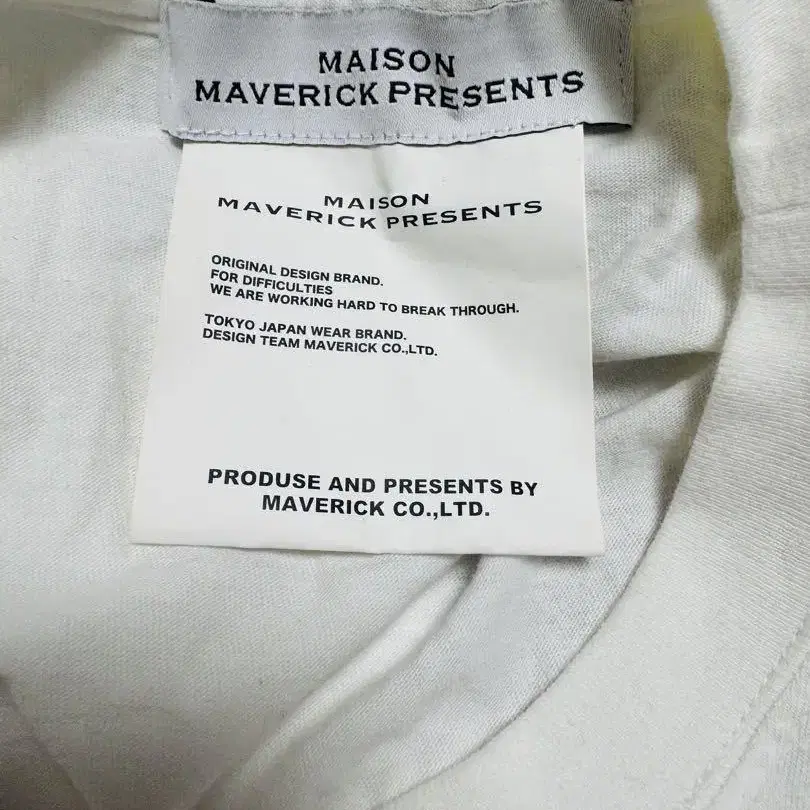 MAISON
MAVERICK PRESENTS
MAISON
MAVERICK PRESENTS
ORIGINAL DESIGN BRAND.
FOR DIFFICULTIES
WE ARE WORKING HARD TO BREAK THROUGH.
TOKYO JAPAN WEAR BRAND.
DESIGN TEAM MAVERICK CO.,LTD.
PRODUSE AND PRESENTS BY
MAVERICK CO.,LTD.